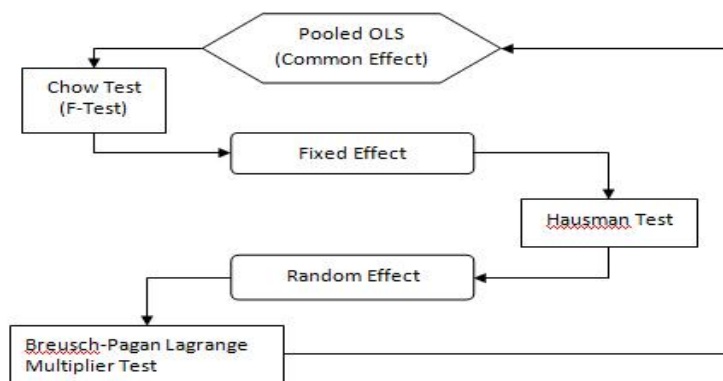 Pooled OLS
(Common Effect)
Chow Test
(F-Test)
Fixed Effect
Hausman Test
Random Effect
Breusch-Pagan Lagrange
Multiplier Test